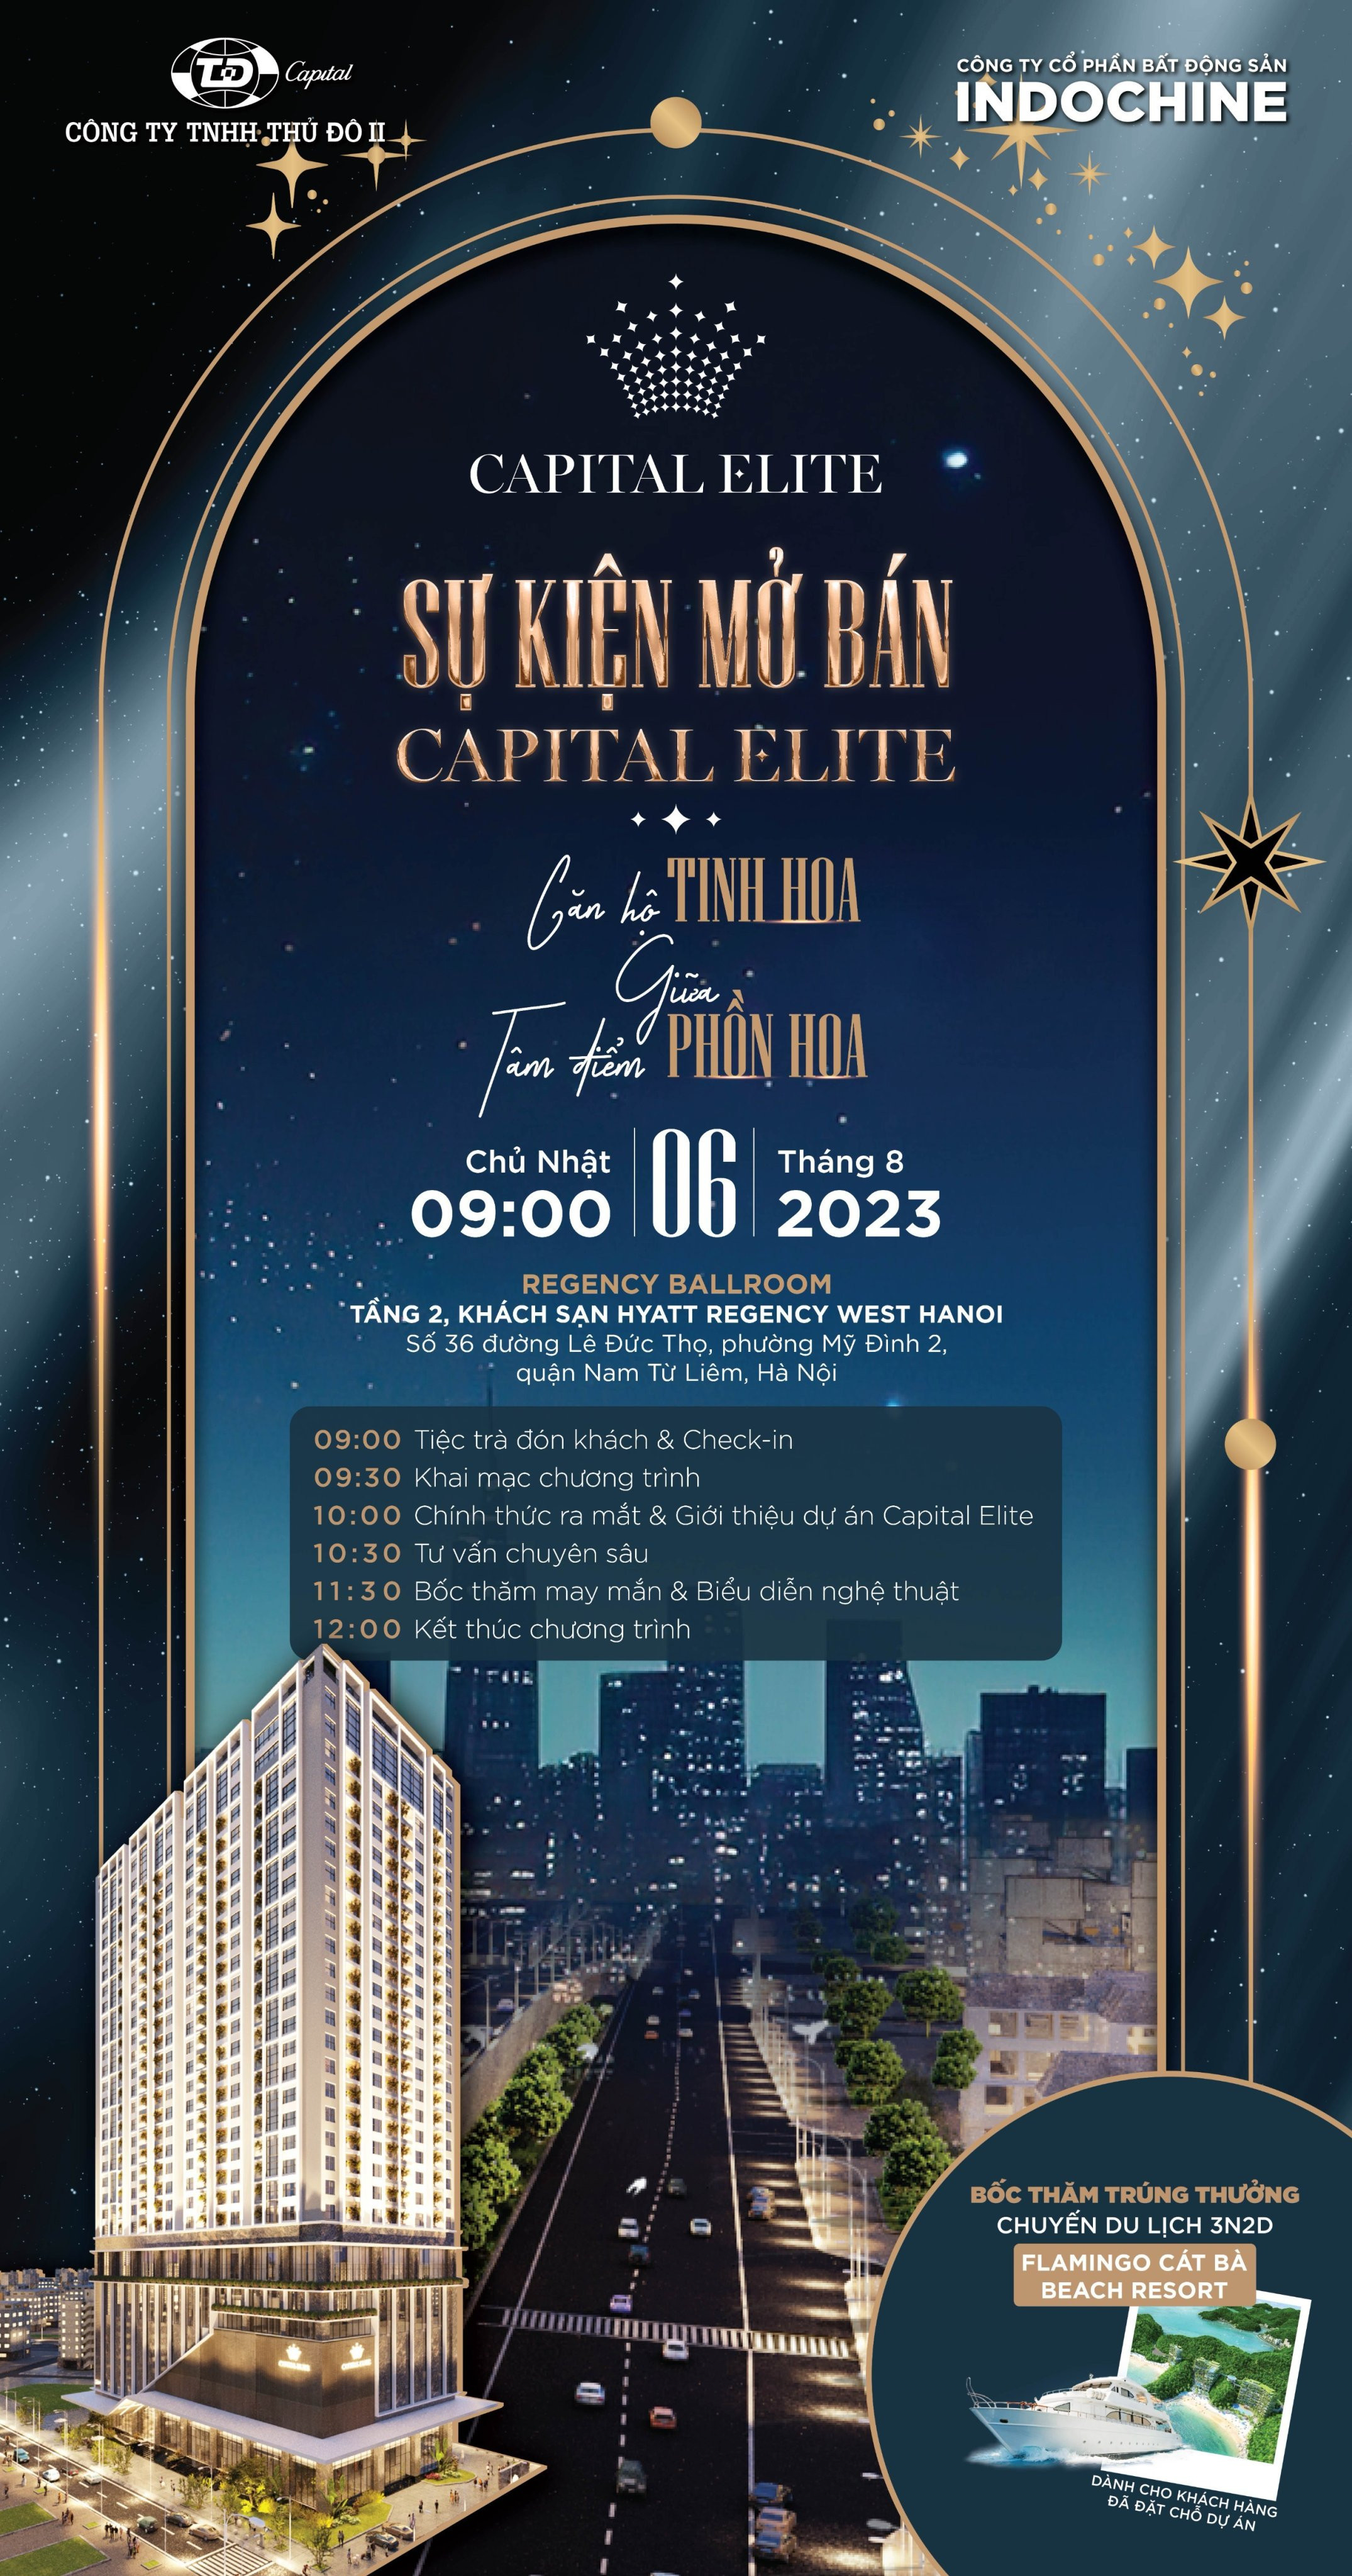 TD Capital
CÔNG TY TNHH THỦ ĐÔ II
CÔNG TY CỔ PHẦN BẤT ĐỘNG SẢN
INDOCHINE
CAPITAL ELITE
SỰ KIỆN MỞ BÁN
CAPITAL ELITE
Căn hộ TINH HOA
Giữa
Tâm điểm PHỒN HOA
Chủ Nhật
09:00
06
Tháng 8
2023
REGENCY BALLROOM
TẦNG 2, KHÁCH SẠN HYATT REGENCY WEST HANOI
Số 36 đường Lê Đức Thọ, phường Mỹ Đình 2,
quận Nam Từ Liêm, Hà Nội
09:00 Tiệc trà đón khách & Check-in
09:30 Khai mạc chương trình
10:00 Chính thức ra mắt & Giới thiệu dự án Capital Elite
10:30 Tư vấn chuyên sâu
11:30 Bốc thăm may mắn & Biểu diễn nghệ thuật
12:00 Kết thúc chương trình
BỐC THĂM TRÚNG THƯỞNG
CHUYẾN DU LỊCH 3N2D
FLAMINGO CÁT BÀ
BEACH RESORT
DÀNH CHO KHÁCH HÀNG
ĐÃ ĐẶT CHỖ DỰ ÁN